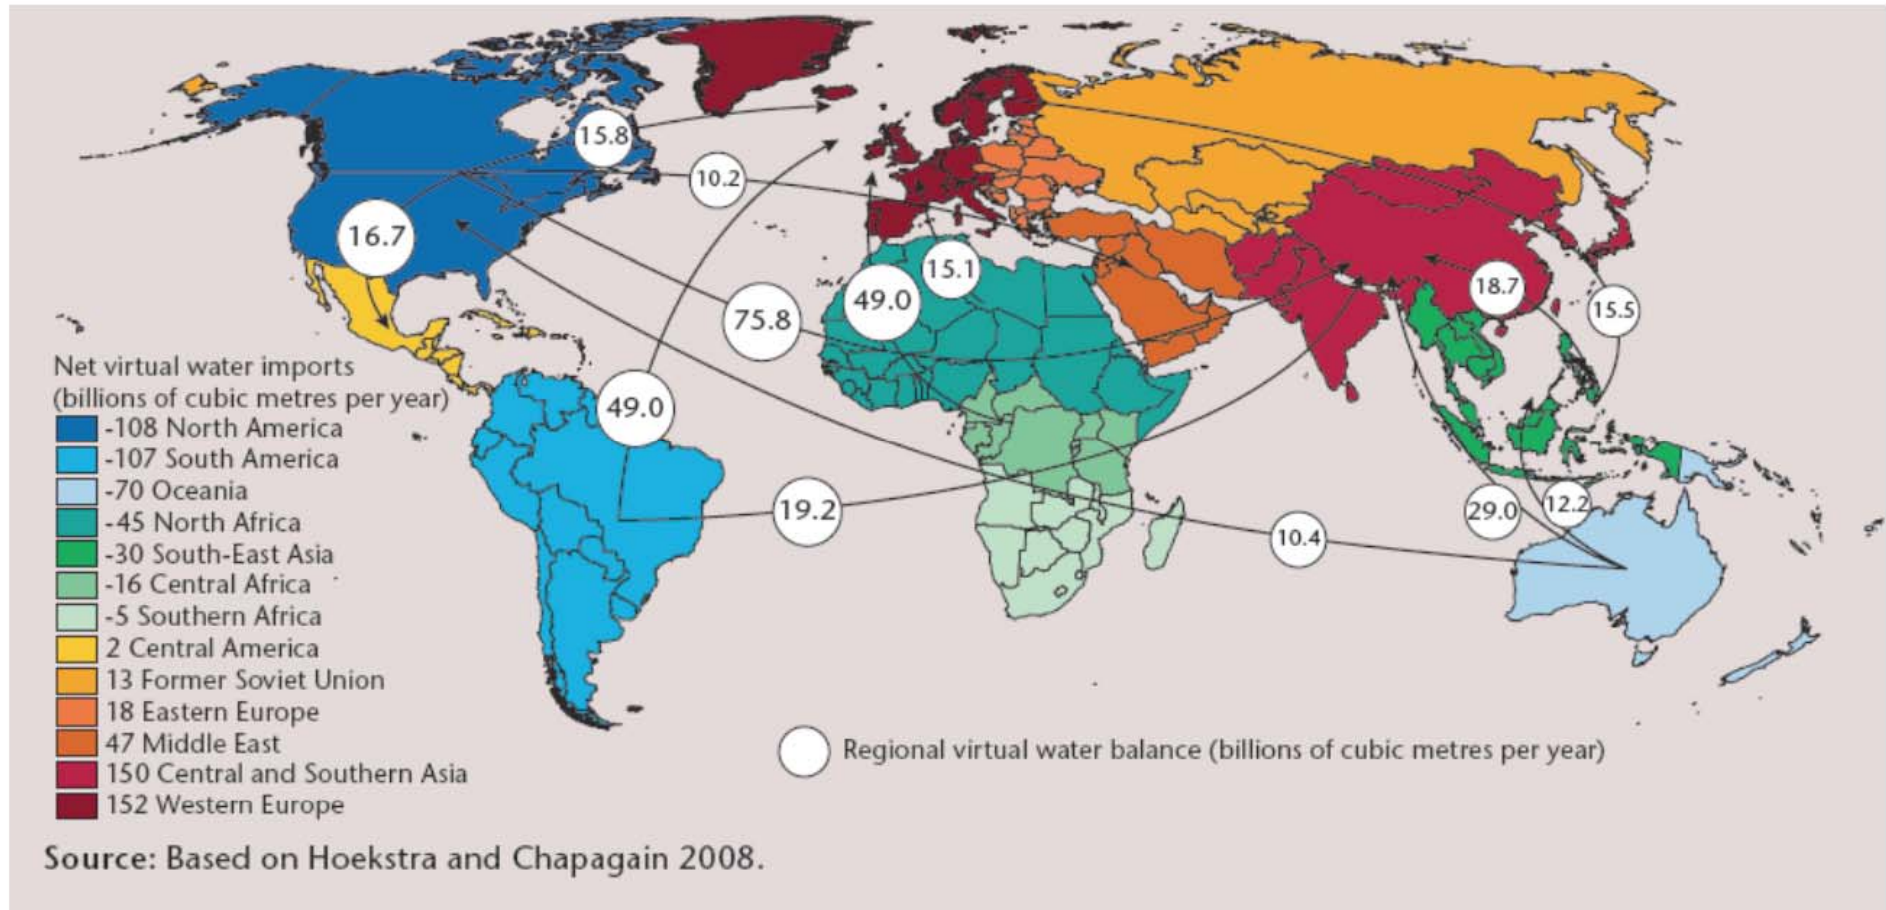 15.8
10.2
16.7
15.1
49.0
18.7
75.8
15.5
49.0
19.2
29.0
12.2
10.4
Net virtual water imports
(billions of cubic metres per year)
-108 North America
-107 South America
-70 Oceania
-45 North Africa
-30 South-East Asia
-16 Central Africa
-5 Southern Africa
2 Central America
13 Former Soviet Union
18 Eastern Europe
47 Middle East
150 Central and Southern Asia
152 Western Europe
Regional virtual water balance (billions of cubic metres per year)
Source: Based on Hoekstra and Chapagain 2008.